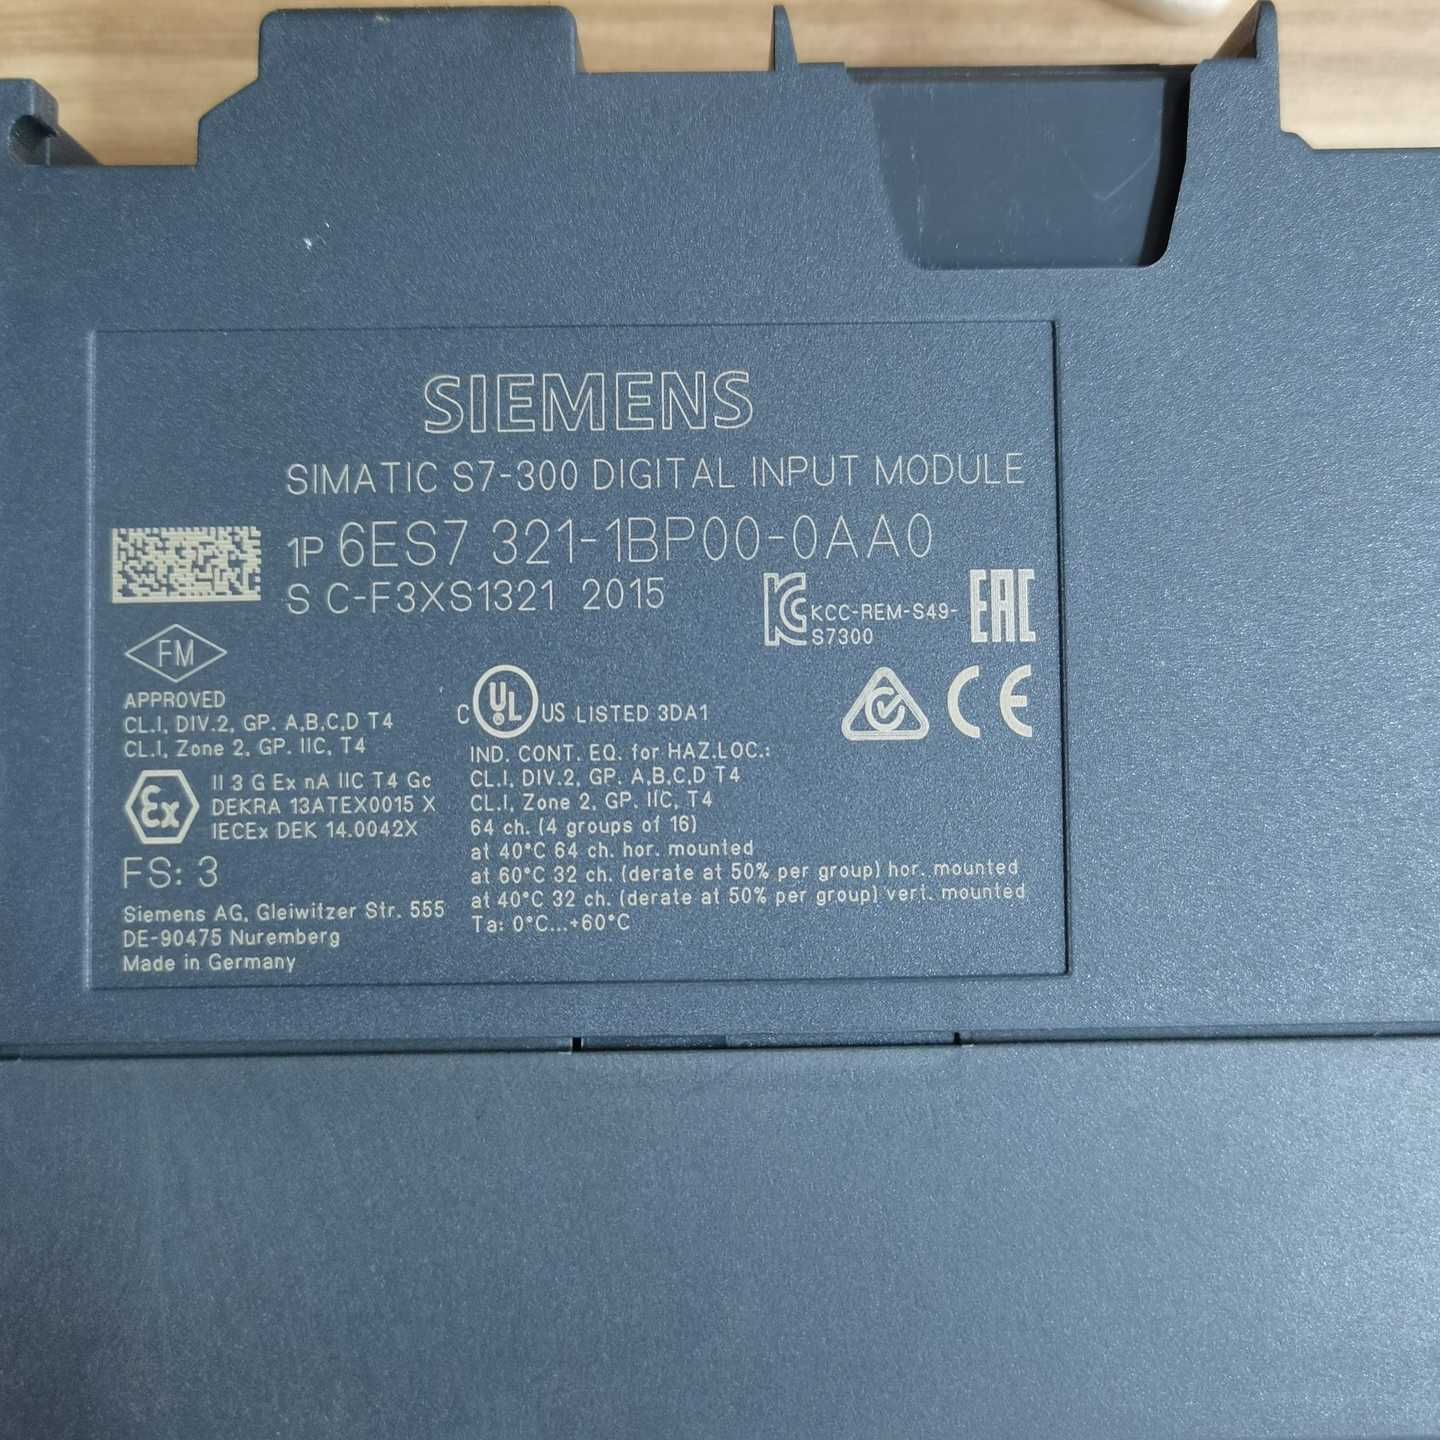 SIEMENS
SIMATIC S7-300 DIGITAL INPUT MODULE
1P 6ES7 321-1BP00-0AA0
S C-F3XS1321 2015
KCC-REM-S49-
S7300
EAC
FM
APPROVED
CL.I, DIV.2, GP. A,B,C,D T4
CL.I, Zone 2, GP. IIC, T4
C UL US LISTED 3DA1
CE
IND. CONT. EQ. for HAZ.LOC.:
CL.I, DIV.2, GP. A,B,C,D T4
CL.I, Zone 2, GP. IIC, T4
64 ch. (4 groups of 16)
at 40°C 64 ch. hor. mounted
at 60°C 32 ch. (derate at 50% per group) hor. mounted
at 40°C 32 ch. (derate at 50% per group) vert. mounted
Ta: 0°C...+60°C
Ex
II 3 G Ex nA IIC T4 Gc
DEKRA 13ATEX0015 X
IECEx DEK 14.0042X
FS: 3
Siemens AG, Gleiwitzer Str. 555
DE-90475 Nuremberg
Made in Germany